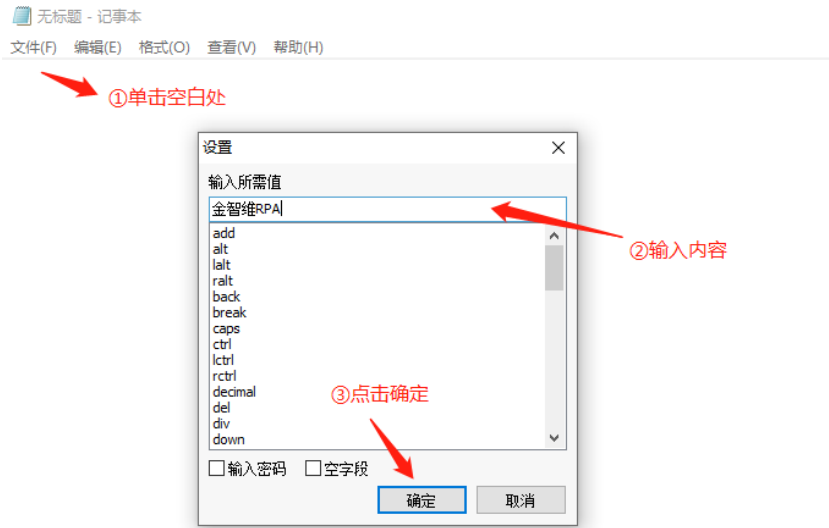 无标题 - 记事本
文件(F) 编辑(E) 格式(O) 查看(V) 帮助(H)
①单击空白处
设置
输入所需值
金智维RPA
②输入内容
add
alt
lalt
ralt
back
break
caps
ctrl
lctrl
rctrl
decimal
③点击确定
del
div
down
输入密码 空字段
确定 取消